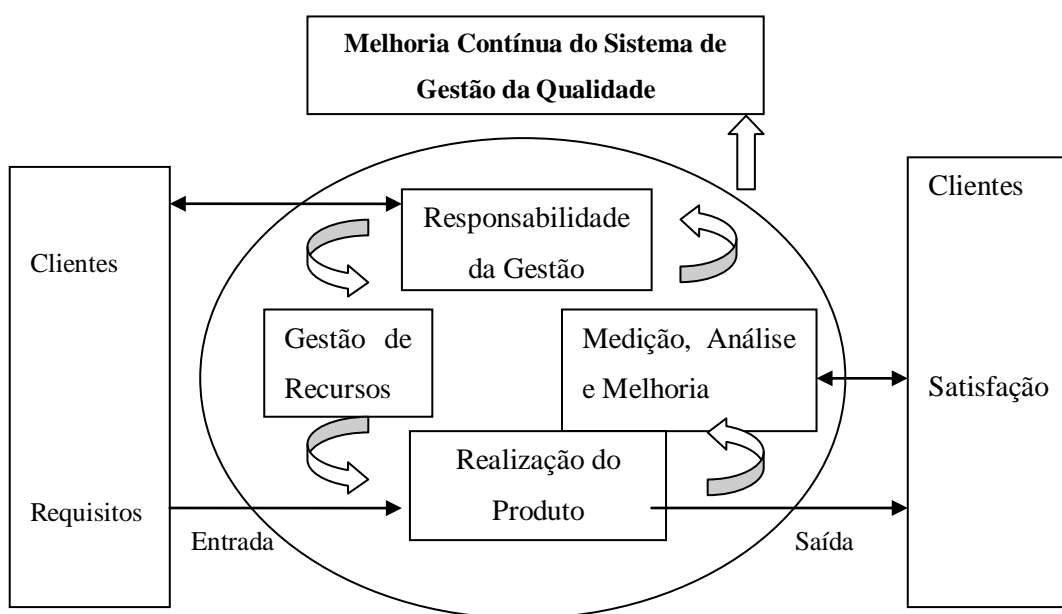 Melhoria Contínua do Sistema de
Gestão da Qualidade
Clientes
Responsabilidade
da Gestão
Clientes
Gestão de
Recursos
Medição, Análise
e Melhoria
Satisfação
Realização do
Produto
Requisitos
Entrada
Saída